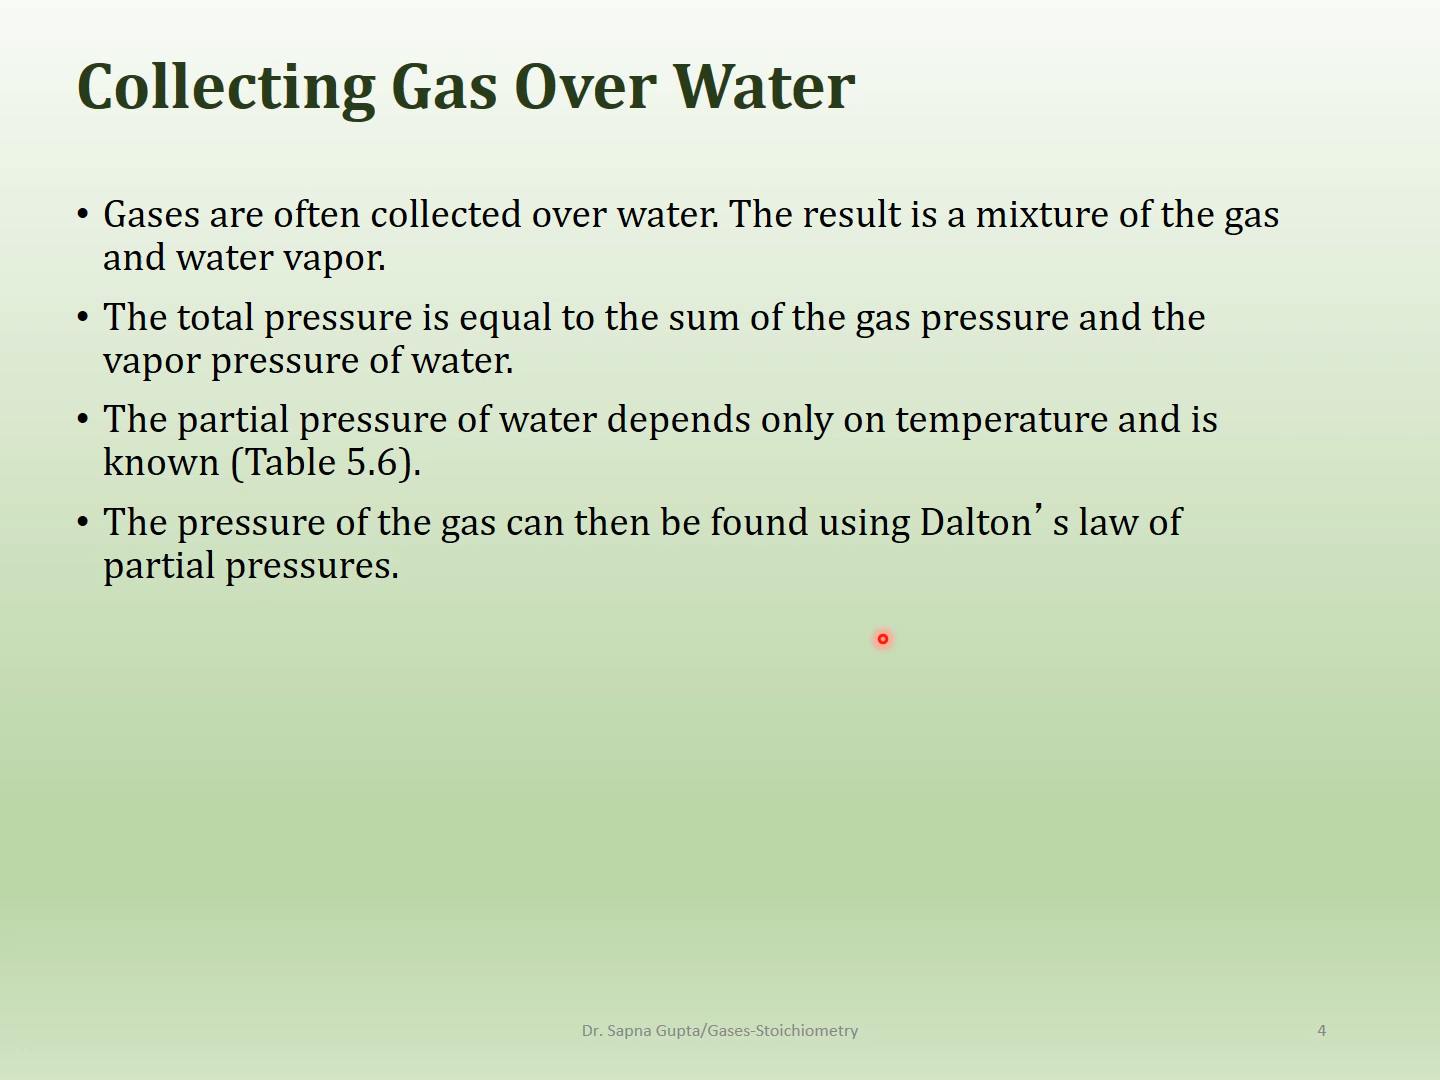 Collecting Gas Over Water
• Gases are often collected over water. The result is a mixture of the gas
and water vapor.
• The total pressure is equal to the sum of the gas pressure and the
vapor pressure of water.
• The partial pressure of water depends only on temperature and is
known (Table 5.6).
• The pressure of the gas can then be found using Dalton’ s law of
partial pressures.
Dr. Sapna Gupta/Gases-Stoichiometry
4